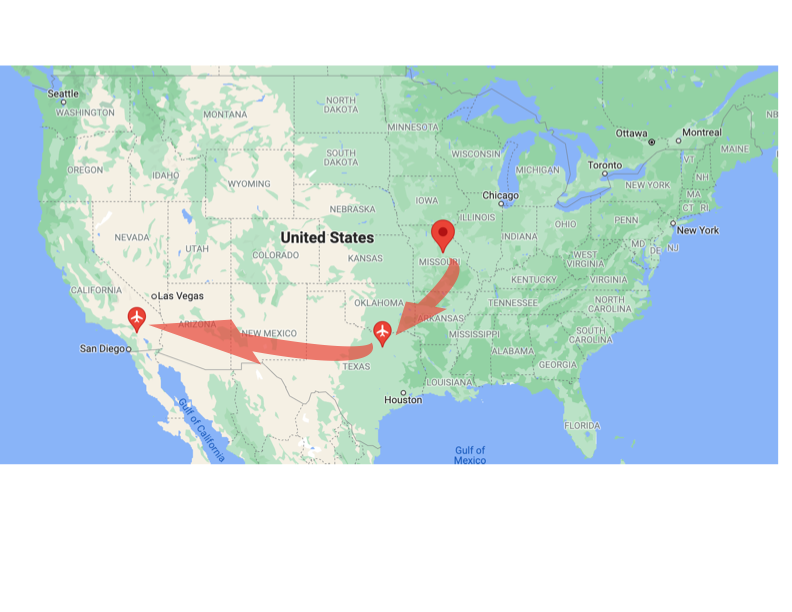 Seattle
WASHINGTON
MONTANA
NORTH
DAKOTA
MINNESOTA
Ottawa
Montreal
NB
MAINE
OREGON
IDAHO
SOUTH
DAKOTA
WISCONSIN
MICHIGAN
Toronto
VT
NH
WYOMING
NEW YORK
MA
CT
RI
IOWA
Chicago
NEBRASKA
ILLINOIS
INDIANA
OHIO
PENN
New York
NEVADA
United States
UTAH
COLORADO
KANSAS
MISSOURI
WEST
VIRGINIA
MD
DE
NJ
KENTUCKY
VIRGINIA
CALIFORNIA
Las Vegas
OKLAHOMA
TENNESSEE
NORTH
CAROLINA
ARIZONA
NEW MEXICO
ARKANSAS
MISSISSIPPI
SOUTH
CAROLINA
San Diego
TEXAS
ALABAMA
GEORGIA
LOUISIANA
Houston
Gulf of California
FLORIDA
Gulf of
Mexico